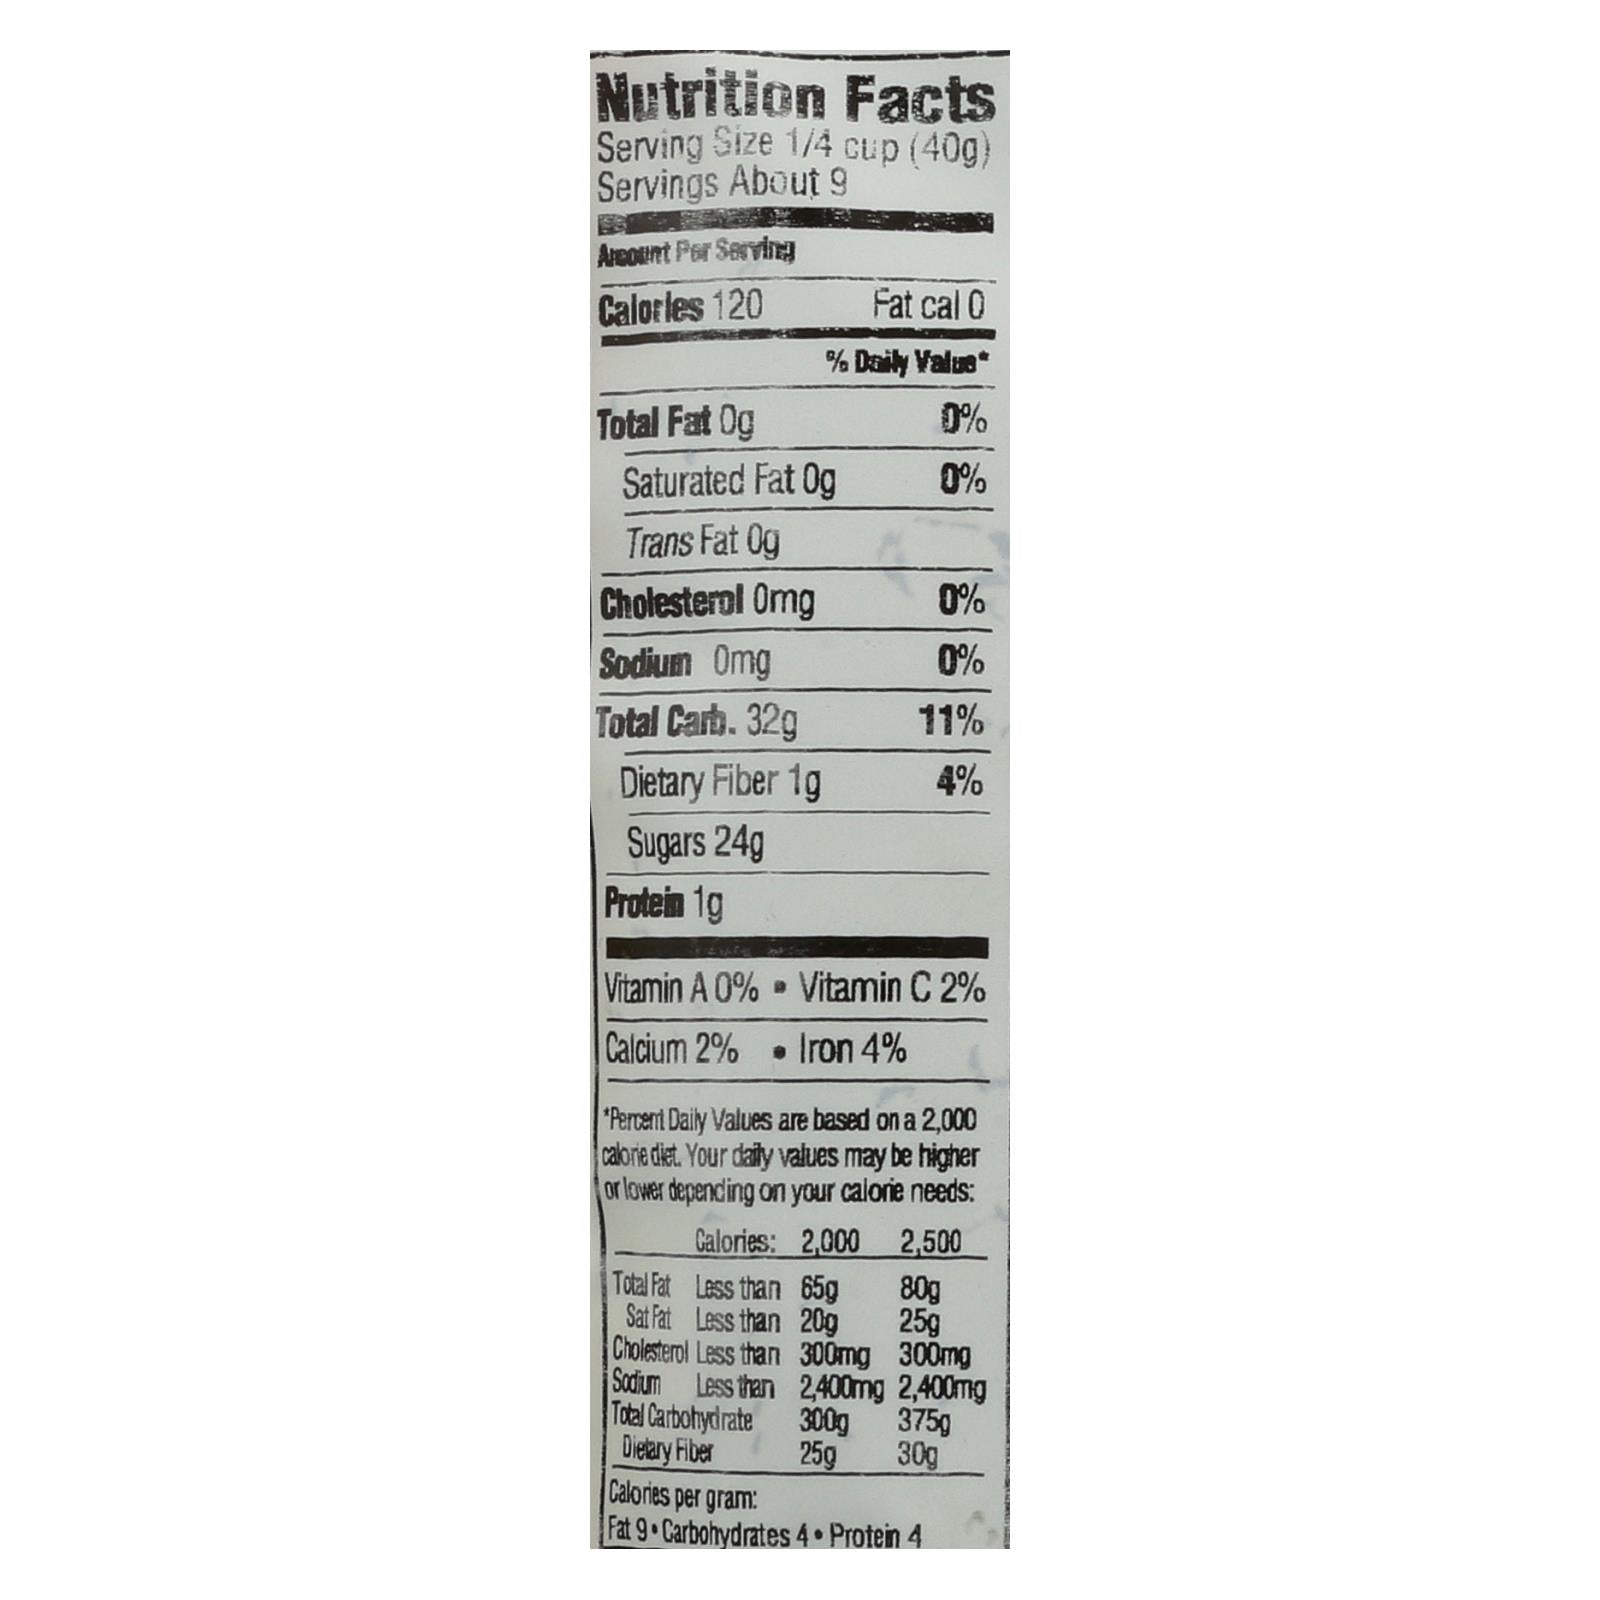 Nutrition Facts
Serving Size 1/4 cup (40g)
Servings About 9
Amount Per Serving
Calories 120 Fat cal 0
% Daily Value*
Total Fat 0g 0%
Saturated Fat 0g 0%
Trans Fat 0g
Cholesterol 0mg 0%
Sodium 0mg 0%
Total Carb. 32g 11%
Dietary Fiber 1g 4%
Sugars 24g
Protein 1g
Vitamin A 0% • Vitamin C 2%
Calcium 2% • Iron 4%
*Percent Daily Values are based on a 2,000
calorie diet. Your daily values may be higher
or lower depending on your calorie needs:
Calories: 2,000 2,500
Total Fat Less than 65g 80g
Sat Fat Less than 20g 25g
Cholesterol Less than 300mg 300mg
Sodium Less than 2,400mg 2,400mg
Total Carbohydrate 300g 375g
Dietary Fiber 25g 30g
Calories per gram:
Fat 9 • Carbohydrates 4 • Protein 4